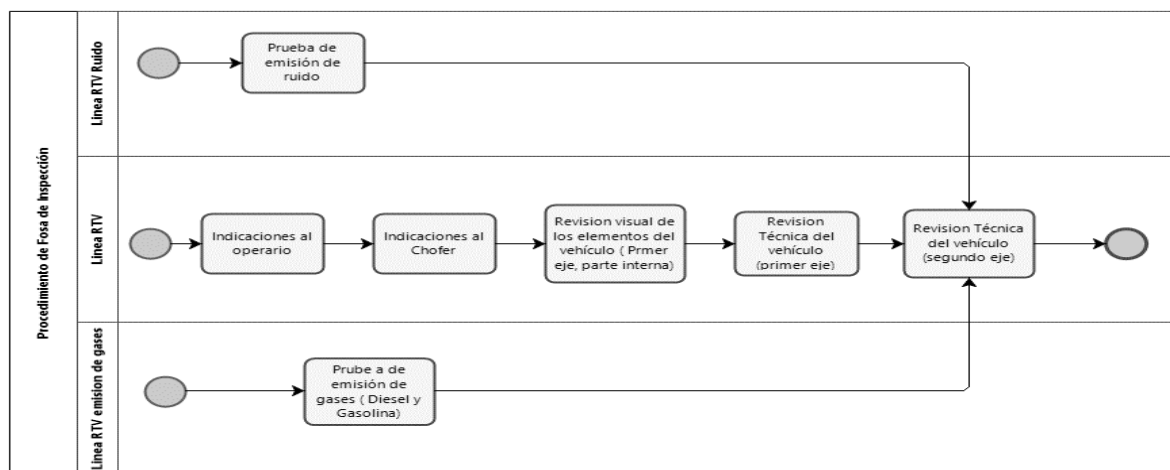 Procedimiento de Fosa de Inspección
Linea RTV Ruido
Prueba de
emisión de
ruido
Linea RTV
Indicaciones al
operario
Indicaciones al
Chofer
Revision visual de
los elementos del
vehículo ( Prmer
eje, parte interna)
Revision
Técnica del
vehículo
(primer eje)
Revision Técnica
del vehículo
(segundo eje)
Linea RTV emision de gases
Prube a de
emisión de
gases ( Diesel y
Gasolina)